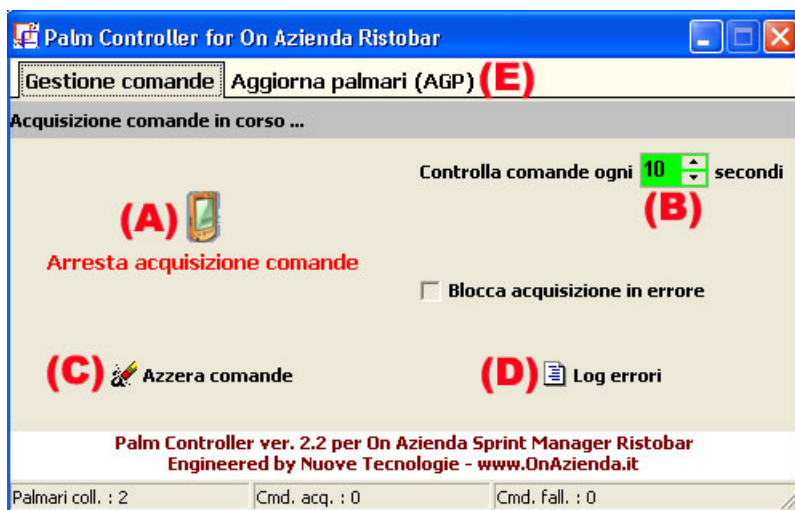 Palm Controller for On Azienda Ristobar
Gestione comande Aggiorna palmari (AGP) (E)
Acquisizione comande in corso ...
Controlla comande ogni 10 secondi
(A) (B)
Arresta acquisizione comande
Blocca acquisizione in errore
(C) Azzera comande (D) Log errori
Palm Controller ver. 2.2 per On Azienda Sprint Manager Ristobar
Engineered by Nuove Tecnologie - www.OnAzienda.it
Palmari coll. : 2 Cmd. acq. : 0 Cmd. fall. : 0